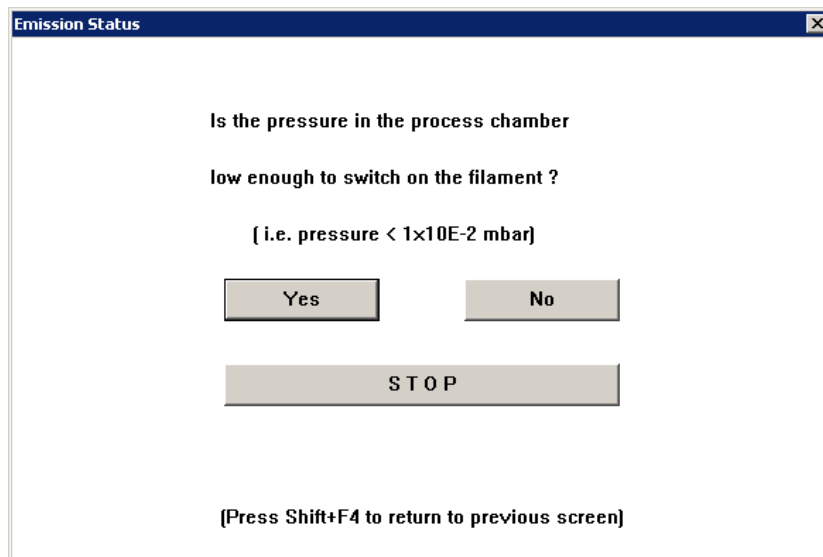 Emission Status
Is the pressure in the process chamber
low enough to switch on the filament ?
( i.e. pressure < 1x10E-2 mbar)
Yes No
S T O P
(Press Shift+F4 to return to previous screen)